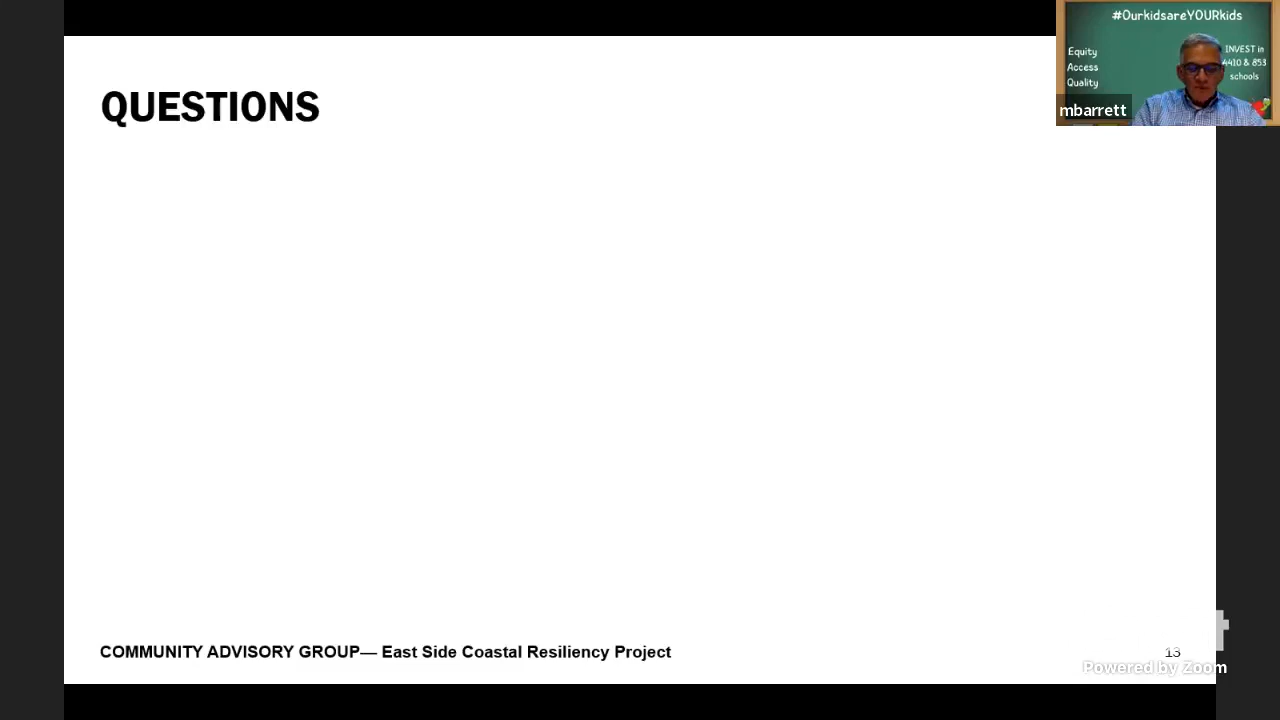 #OurkidsareYOURkids
Equity
Access
Quality
INVEST in
4410 & 853
schools
mbarrett
QUESTIONS
COMMUNITY ADVISORY GROUP— East Side Coastal Resiliency Project
13
Powered by Zoom